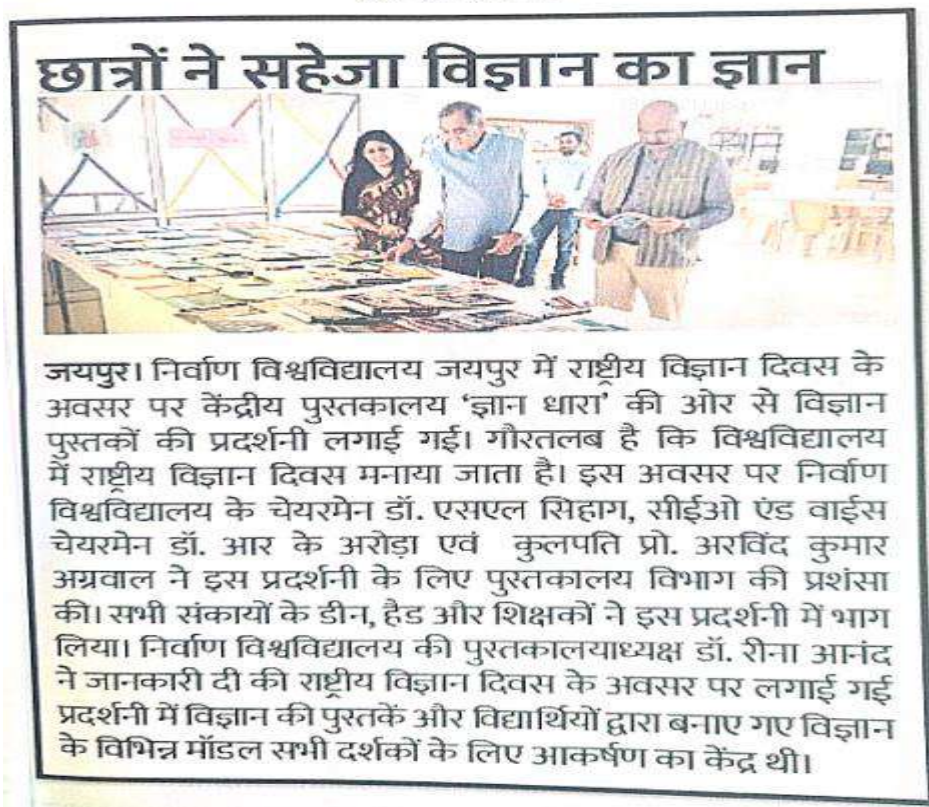 छात्रों ने सहेजा विज्ञान का ज्ञान
जयपुर। निर्वाण विश्वविद्यालय जयपुर में राष्ट्रीय विज्ञान दिवस के
अवसर पर केंद्रीय पुस्तकालय ‘ज्ञान धारा’ की ओर से विज्ञान
पुस्तकों की प्रदर्शनी लगाई गई। गौरतलब है कि विश्वविद्यालय
में राष्ट्रीय विज्ञान दिवस मनाया जाता है। इस अवसर पर निर्वाण
विश्वविद्यालय के चेयरमेन डॉ. एसएल सिहाग, सीईओ एंड वाईस
चेयरमेन डॉ. आर के अरोड़ा एवं कुलपति प्रो. अरविंद कुमार
अग्रवाल ने इस प्रदर्शनी के लिए पुस्तकालय विभाग की प्रशंसा
की। सभी संकायों के डीन, हैड और शिक्षकों ने इस प्रदर्शनी में भाग
लिया। निर्वाण विश्वविद्यालय की पुस्तकालयाध्यक्ष डॉ. रीना आनंद
ने जानकारी दी की राष्ट्रीय विज्ञान दिवस के अवसर पर लगाई गई
प्रदर्शनी में विज्ञान की पुस्तकें और विद्यार्थियों द्वारा बनाए गए विज्ञान
के विभिन्न मॉडल सभी दर्शकों के लिए आकर्षण का केंद्र थी।